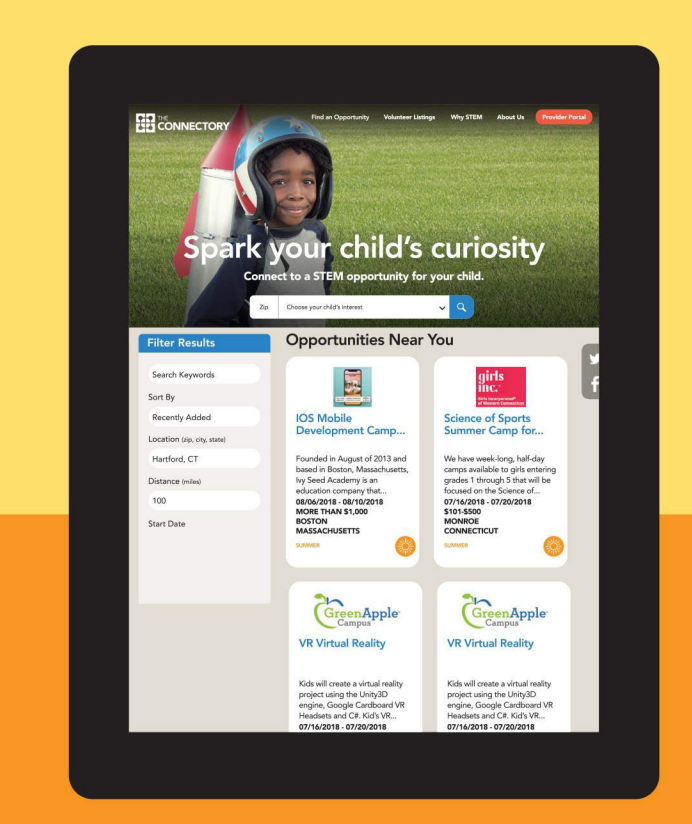 THE
CONNECTORY
Find an Opportunity
Volunteer Listings
Why STEM
About Us
Provider Portal
Spark your child's curiosity
Connect to a STEM opportunity for your child.
Zip
Choose your child's interest
Filter Results
Search Keywords
Sort By
Recently Added
Location (zip, city, state)
Hartford, CT
Distance (miles)
100
Start Date
Opportunities Near You
IOS Mobile
Development Camp...
Founded in August of 2013 and
based in Boston, Massachusetts,
Ivy Seed Academy is an
education company that...
08/06/2018 - 08/10/2018
MORE THAN $1,000
BOSTON
MASSACHUSETTS
SUMMER
girls
inc.
Girls Incorporated
of Western Connecticut
Science of Sports
Summer Camp for...
We have week-long, half-day
camps available to girls entering
grades 1 through 5 that will be
focused on the Science of...
07/16/2018 - 07/20/2018
$101-$500
MONROE
CONNECTICUT
SUMMER
GreenApple
Campus
VR Virtual Reality
Kids will create a virtual reality
project using the Unity3D
engine, Google Cardboard VR
Headsets and C#. Kid's VR...
07/16/2018 - 07/20/2018
GreenApple
Campus
VR Virtual Reality
Kids will create a virtual reality
project using the Unity3D
engine, Google Cardboard VR
Headsets and C#. Kid's VR...
07/16/2018 - 07/20/2018